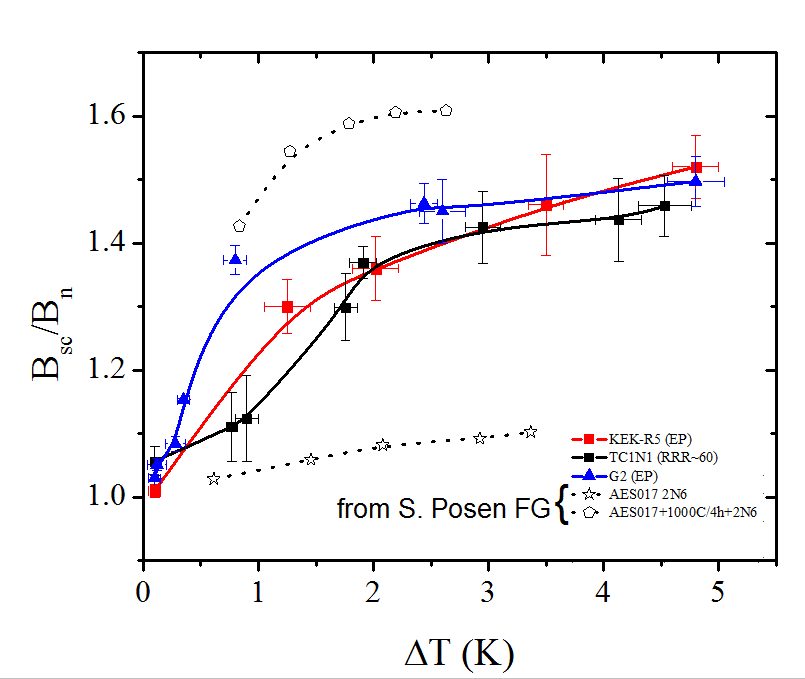 1.6
1.4
1.2
1.0
Bsc/Bn
KEK-R5 (EP)
TC1N1 (RRR~60)
G2 (EP)
AES017 2N6
AES017+1000C/4h+2N6
from S. Posen FG {
0 1 2 3 4 5
ΔT (K)